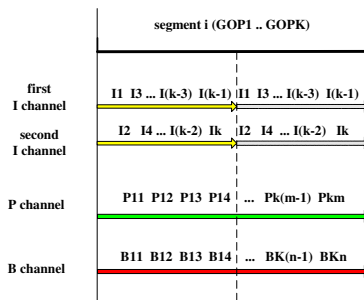 segment i (GOP1 .. GOPK)
first
I channel
I1 I3 ... I(k-3) I(k-1) I1 I3 ... I(k-3) I(k-1)
second
I channel
I2 I4 ... I(k-2) Ik I2 I4 ... I(k-2) Ik
P channel
P11 P12 P13 P14 ... Pk(m-1) Pkm
B channel
B11 B12 B13 B14 ... BK(n-1) BKn